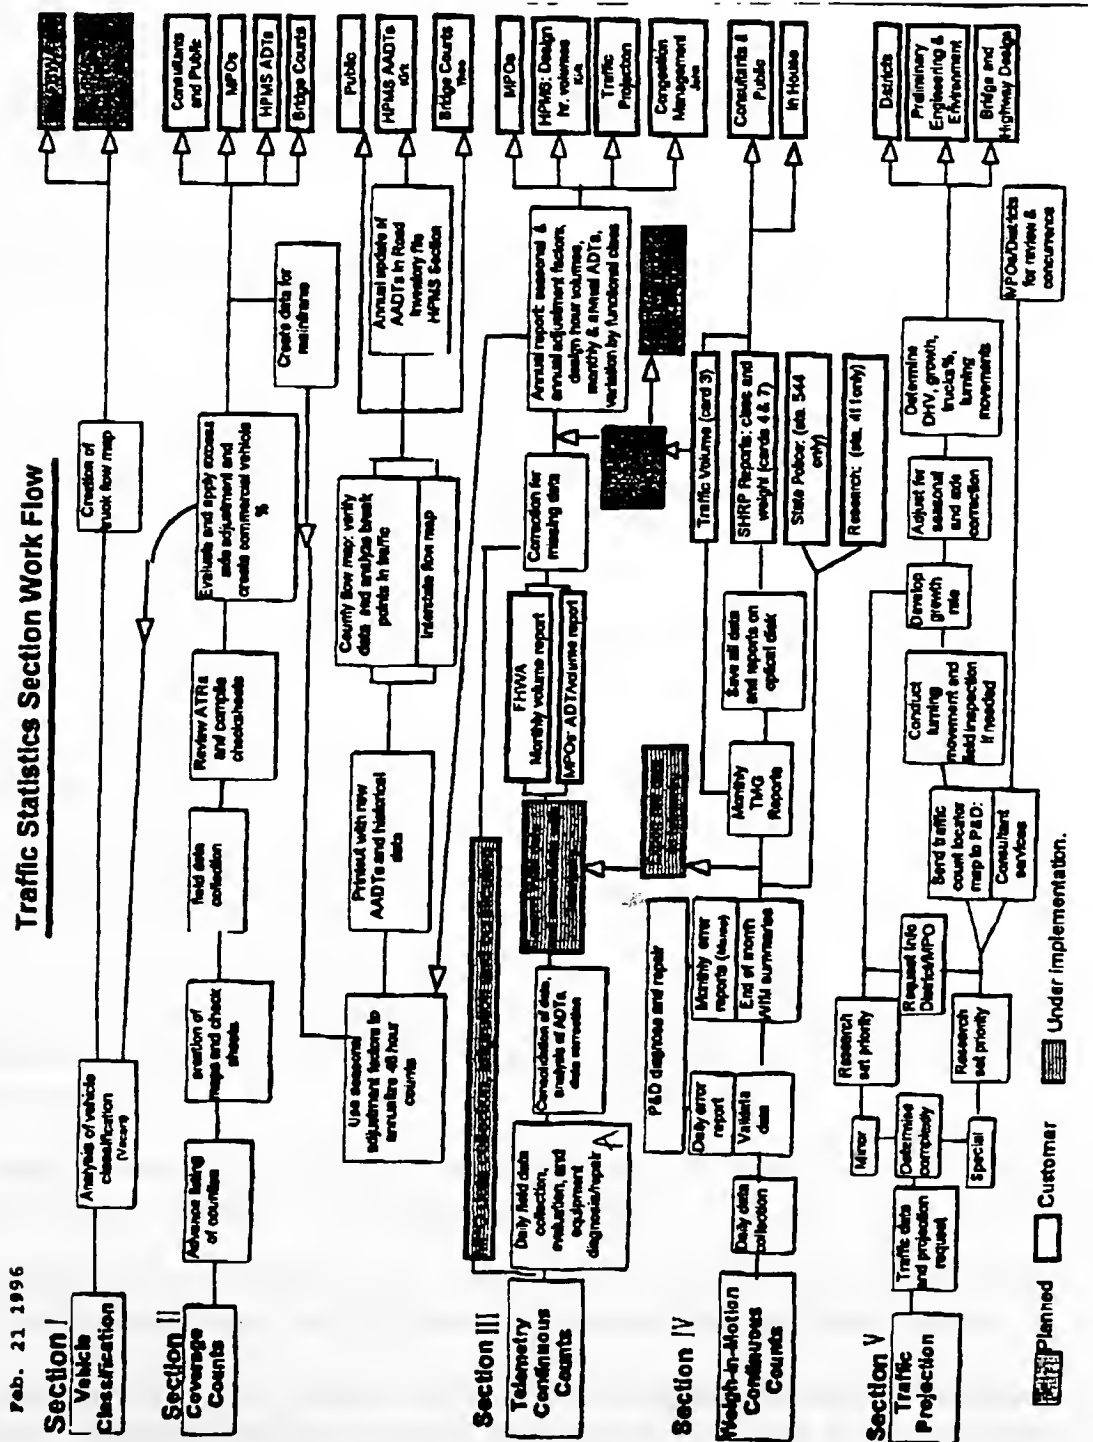 Feb. 21 1996
Traffic Statistics Section Work Flow
Section I
Vehicle
Classification
Analysis of vehicle
classification
Creation of
truck flow map
Section II
Coverage
Counts
Advance listing
of counties
maps and check
sheets
field data
collection
Review ATRs
and compile
checksheets
Evaluate and apply excess
axle adjustment and
create commercial vehicle
%
Create data for
mainframe
Consultants
and Public
MPOs
HPMS ADTs
Bridge Counts
Use seasonal
adjustment factors to
annualize 48 hour
counts
Printout with new
AADTs and historical
data
County flow map: verify
data and analyze break
points in traffic
Interstate flow map
Annual update of
AADTs in Road
Inventory file
HPMS Section
Public
HPMS AADTs
Kirk
Bridge Counts
Tree
Section III
Telemetry
Continuous
Counts
Daily field data
collection,
evaluation, and
equipment
diagnosis/repair
A
Consolidation of data,
analysis of ADTs,
data summaries
FHWA
Monthly volume report
MPOs' ADT/volume report
Correction for
missing data
Annual report: seasonal &
annual adjustment factors,
design hour volumes,
monthly & annual ADTs,
variation by functional class
MPOs
HPMS: Design
hr. volumes
Kirk
Traffic
Projection
Congestion
Management
Section IV
Weigh-in-Motion
Continuous
Counts
Daily data
collection
P&D diagnose and repair
Daily error
report
Validate
data
Monthly error
reports
End of month
WIM summaries
Monthly
TMG
Reports
Save all data
and reports on
optical disk
Traffic Volume (card 3)
SHRP Reports: class and
weight (cards 4 & 7)
State Police: (sta. 544
only)
Research: (sta. 411 only)
Consultants &
Public
In House
Section V
Traffic
Projection
Traffic data
and projection
request
Minor
Determine
complexity
Special
Research
set priority
Research
set priority
Request info
District/MPO
Send traffic
count locator
map to P&D:
Consultant
services
Conduct
turning
movement and
field inspection
if needed
Develop
growth
rate
Adjust for
seasonal
and axle
correction
Determine
DHV, growth,
trucks%,
turning
movements
MPOs/Districts
for review &
concurrence
Districts
Preliminary
Engineering &
Environment
Bridge and
Highway Design
Planned
Customer
Under implementation.